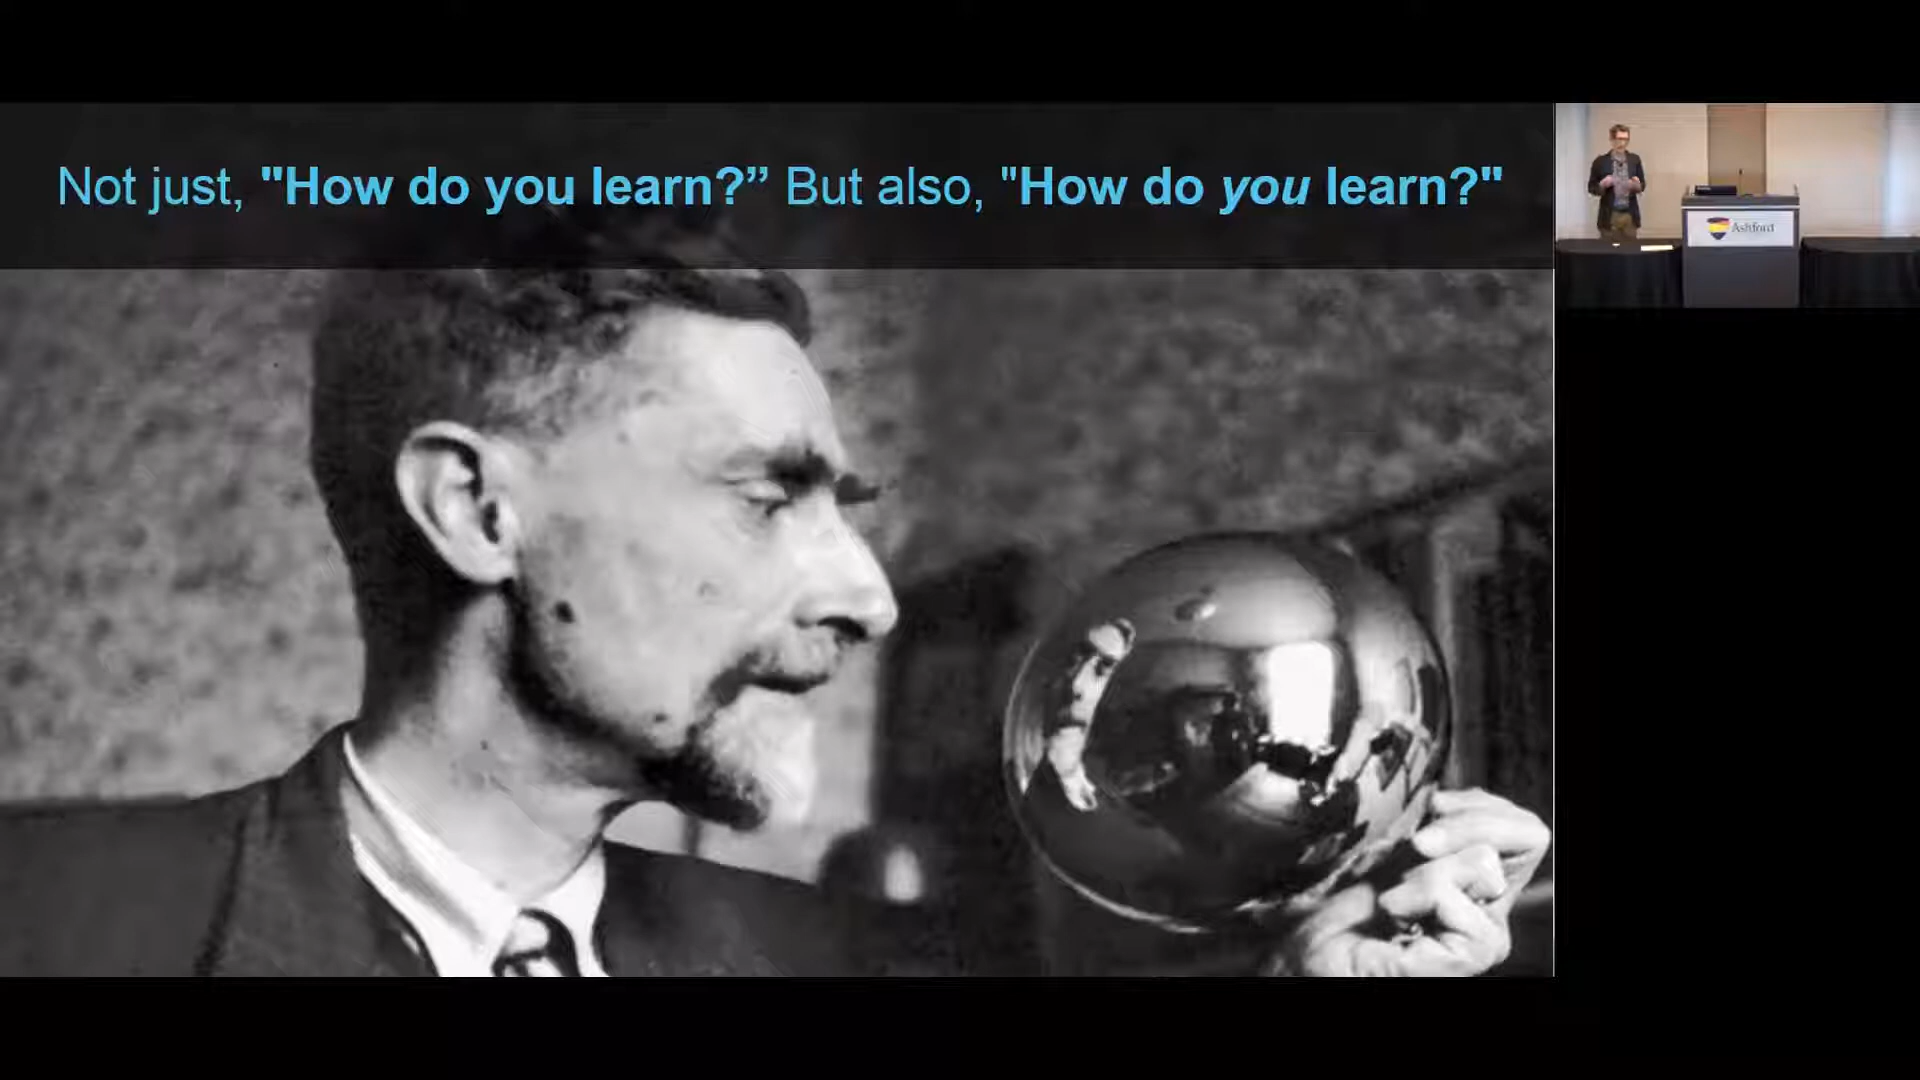 Not just, "How do you learn?” But also, "How do you learn?"
Ashford